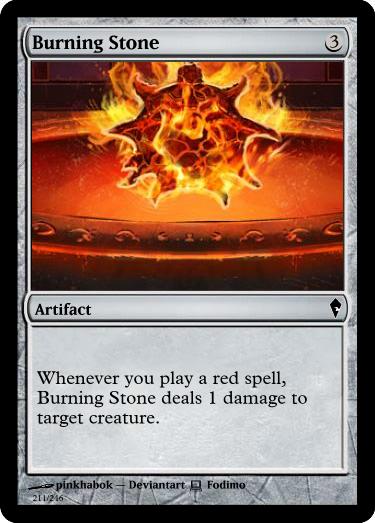 Burning Stone 3
Artifact
Whenever you play a red spell,
Burning Stone deals 1 damage to
target creature.
pinkhabok — Deviantart Fodimo
211/246